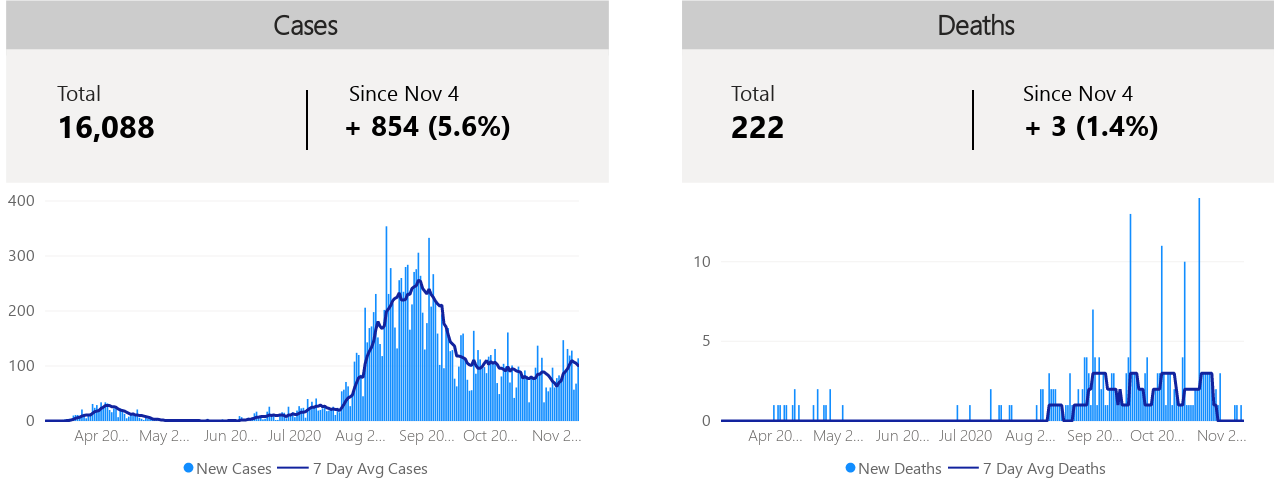 Cases
Total
16,088
Since Nov 4
+ 854 (5.6%)
400
300
200
100
0
Apr 20... May 2... Jun 20... Jul 2020 Aug 2... Sep 20... Oct 20... Nov 2...
New Cases 7 Day Avg Cases
Deaths
Total
222
Since Nov 4
+ 3 (1.4%)
10
5
0
Apr 20... May 2... Jun 20... Jul 2020 Aug 2... Sep 20... Oct 20... Nov 2...
New Deaths 7 Day Avg Deaths